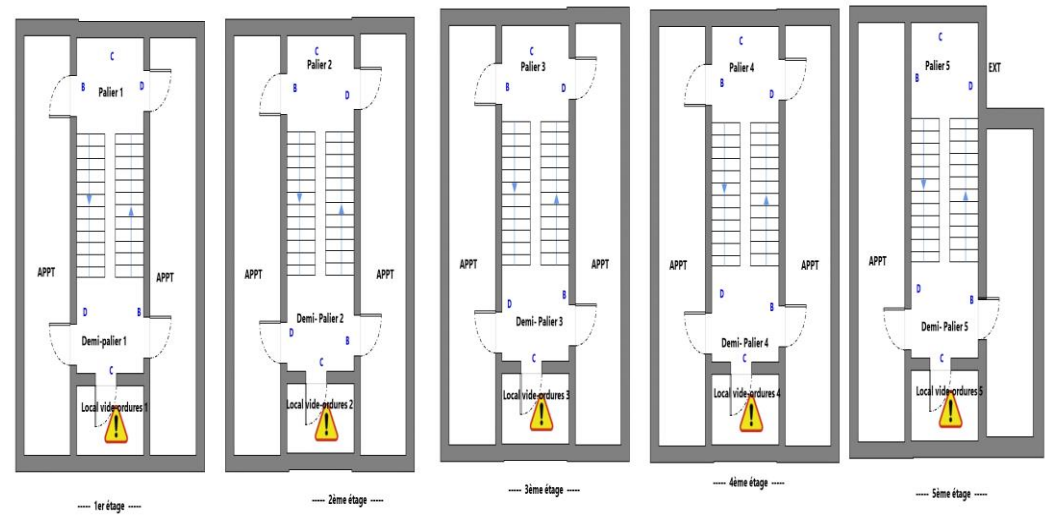 C
Palier 1
B
D
APPT
APPT
D
B
Demi-palier 1
C
Local vide-ordures 1
----- 1er étage -----
C
Palier 2
B
D
APPT
APPT
Demi- Palier 2
D
B
C
Local vide-ordures 2
----- 2ème étage -----
C
Palier 3
B
D
APPT
APPT
D
B
Demi- Palier 3
C
Local vide-ordures 3
----- 3ème étage -----
C
Palier 4
B
D
APPT
APPT
D
B
Demi- Palier 4
C
Local vide-ordures 4
----- 4ème étage -----
C
Palier 5
EXT
B
D
APPT
D
B
Demi- Palier 5
C
Local vide-ordures 5
----- 5ème étage -----